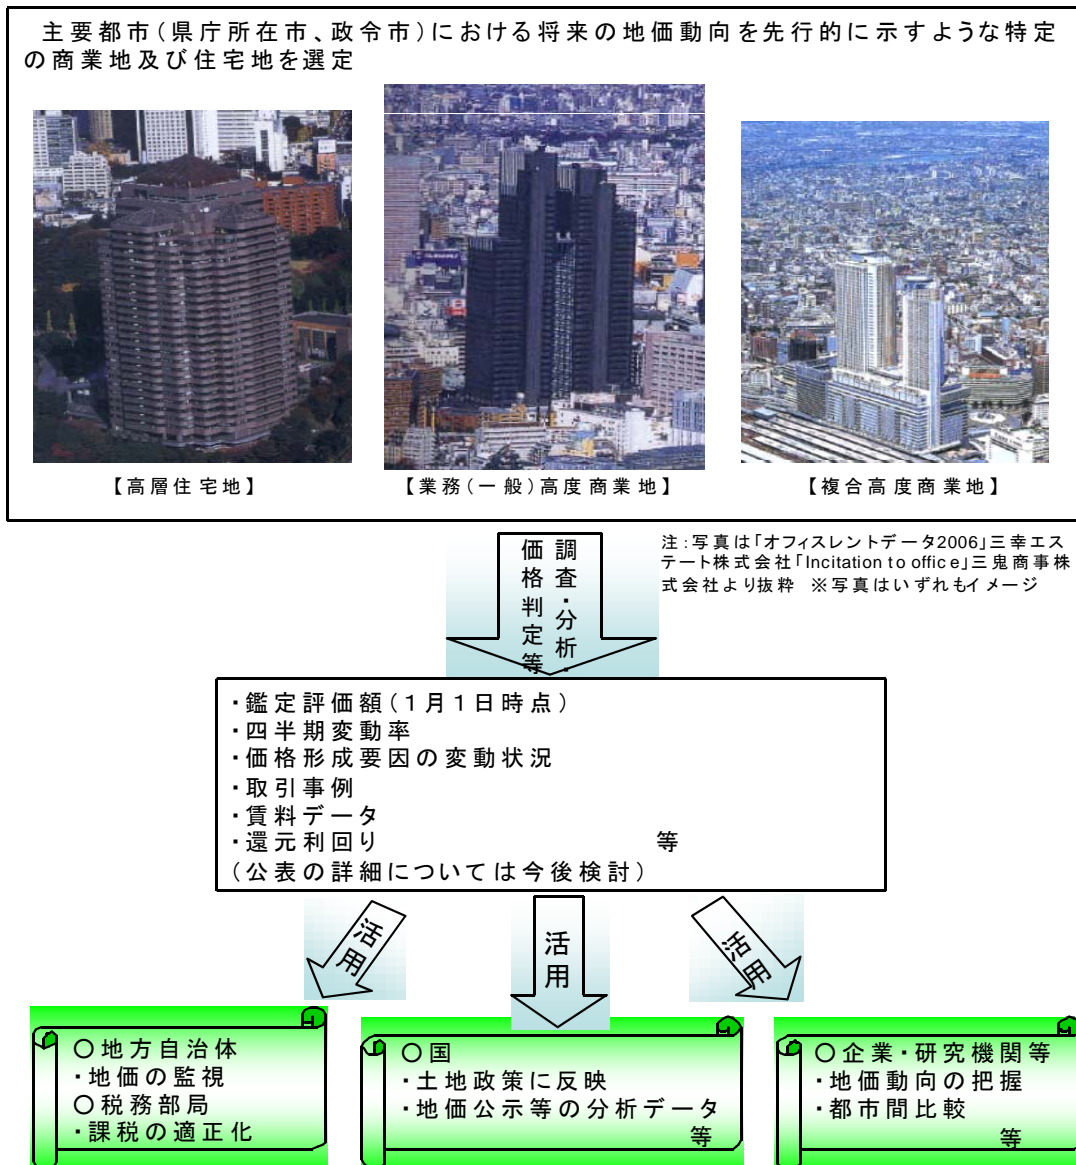 主要都市(県庁所在市、政令市)における将来の地価動向を先行的に示すような特定
の商業地及び住宅地を選定
【高層住宅地】
【業務(一般)高度商業地】
【複合高度商業地】
調査・分析・
価格判定等
注:写真は「オフィスレントデータ2006」三幸エス
テート株式会社「Incitation to office」三鬼商事株
式会社より抜粋 ※写真はいずれもイメージ
・鑑定評価額(1月1日時点)
・四半期変動率
・価格形成要因の変動状況
・取引事例
・賃料データ
・還元利回り 等
(公表の詳細については今後検討)
活用
活用
活用
○地方自治体
・地価の監視
○税務部局
・課税の適正化
○国
・土地政策に反映
・地価公示等の分析データ
等
○企業・研究機関等
・地価動向の把握
・都市間比較
等